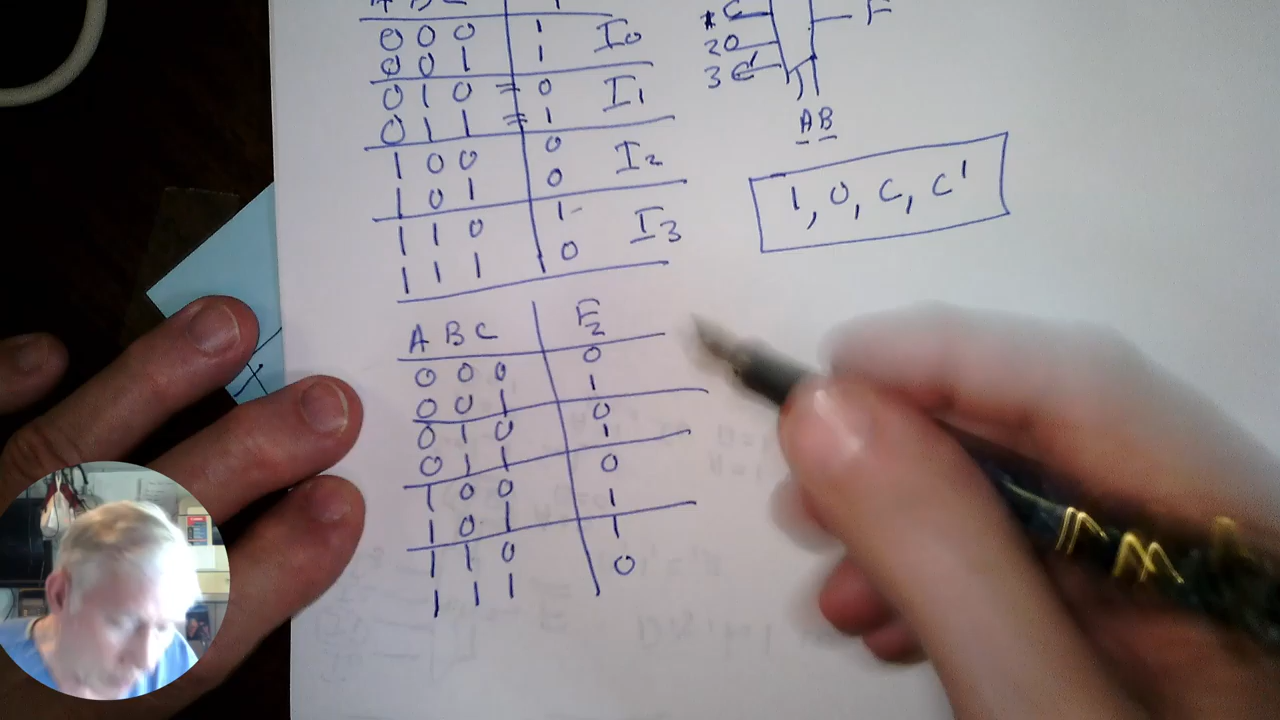 A B C
0 0 0 1 I0
0 0 1 1
0 1 0 = 0 I1
0 1 1 = 1
1 0 0 0 I2
1 0 1 0
1 1 0 1 I3
1 1 1 0
C F
2 0
3 C'
A B
1, 0, C, C'
A B C F2
0 0 0 0
0 0 1 1
0 1 0 0
0 1 1 1
1 0 0 0
1 0 1 1
1 1 0 1
1 1 1 0